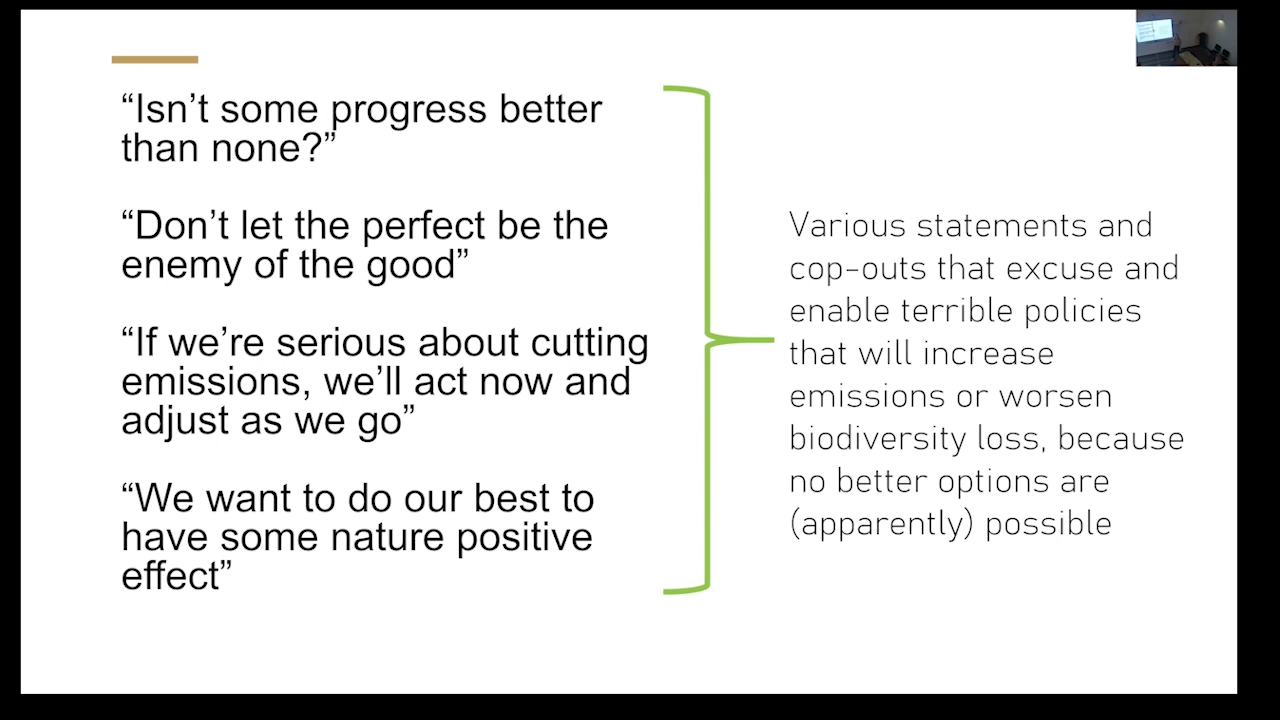 “Isn’t some progress better
than none?”
“Don’t let the perfect be the
enemy of the good”
“If we’re serious about cutting
emissions, we’ll act now and
adjust as we go”
“We want to do our best to
have some nature positive
effect”
Various statements and
cop-outs that excuse and
enable terrible policies
that will increase
emissions or worsen
biodiversity loss, because
no better options are
(apparently) possible